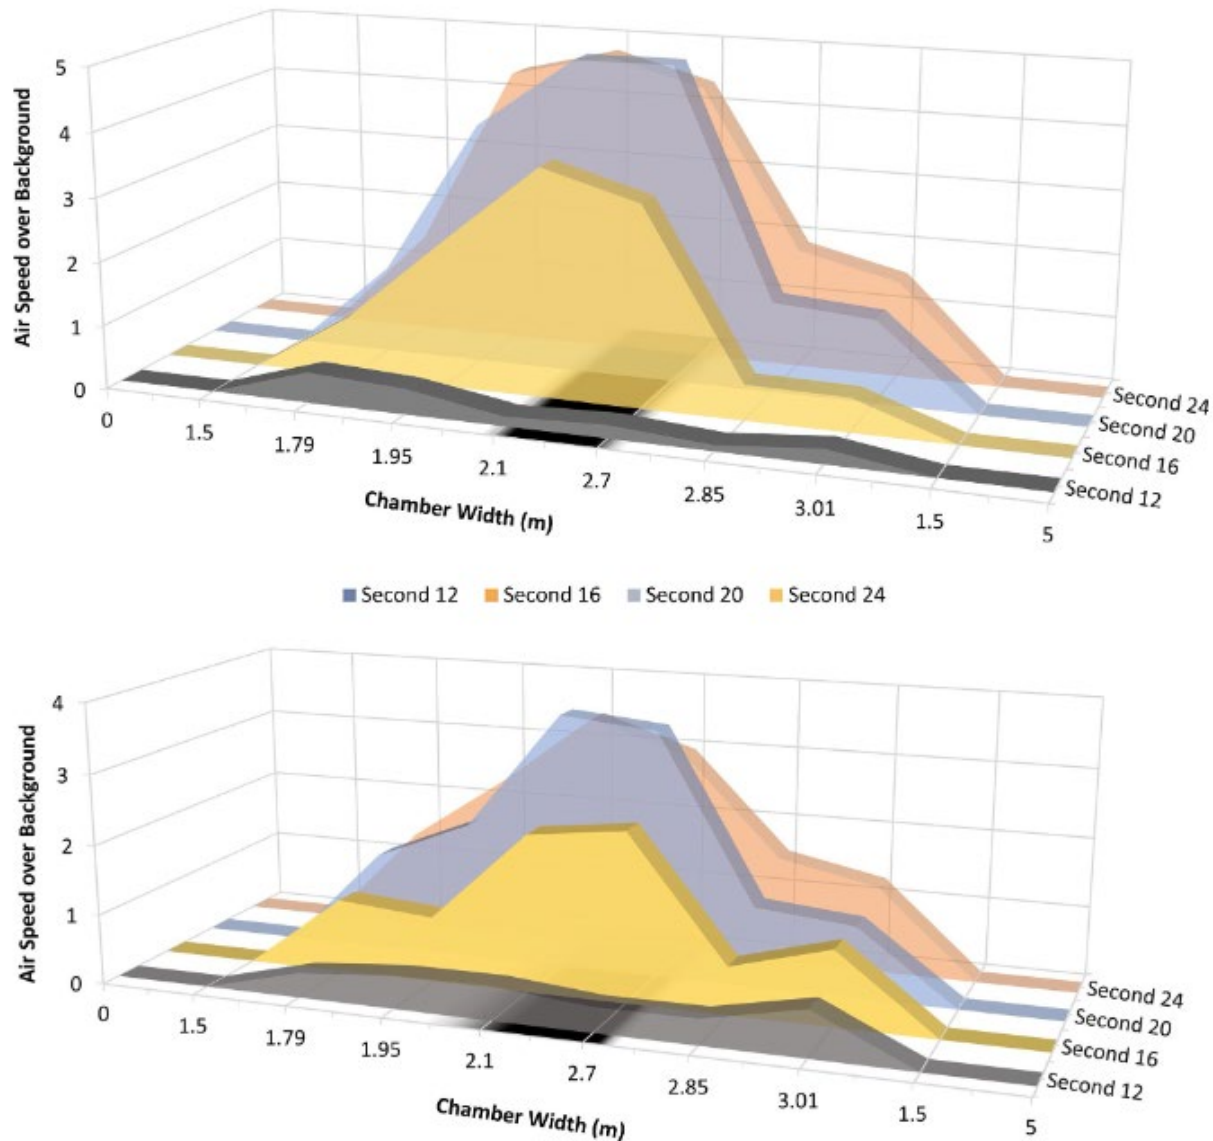 5
4
3
2
1
0
Air Speed over Background
0
1.5
1.79
1.95
2.1
2.7
2.85
3.01
1.5
5
Chamber Width (m)
Second 24
Second 20
Second 16
Second 12
Second 12 Second 16 Second 20 Second 24
4
3
2
1
0
Air Speed over Background
0
1.5
1.79
1.95
2.1
2.7
2.85
3.01
1.5
5
Chamber Width (m)
Second 24
Second 20
Second 16
Second 12